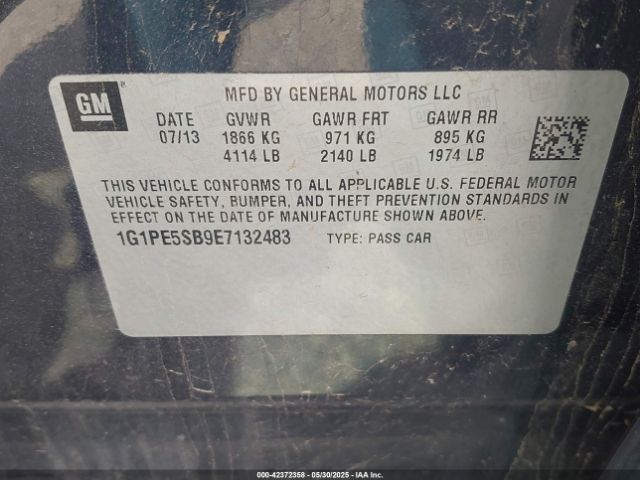 GM
MFD BY GENERAL MOTORS LLC
DATE GVWR GAWR FRT GAWR RR
07/13 1866 KG 971 KG 895 KG
4114 LB 2140 LB 1974 LB
THIS VEHICLE CONFORMS TO ALL APPLICABLE U.S. FEDERAL MOTOR
VEHICLE SAFETY, BUMPER, AND THEFT PREVENTION STANDARDS IN
EFFECT ON THE DATE OF MANUFACTURE SHOWN ABOVE.
1G1PE5SB9E7132483 TYPE: PASS CAR
000-42372358 - 05/30/2025 - IAA Inc.